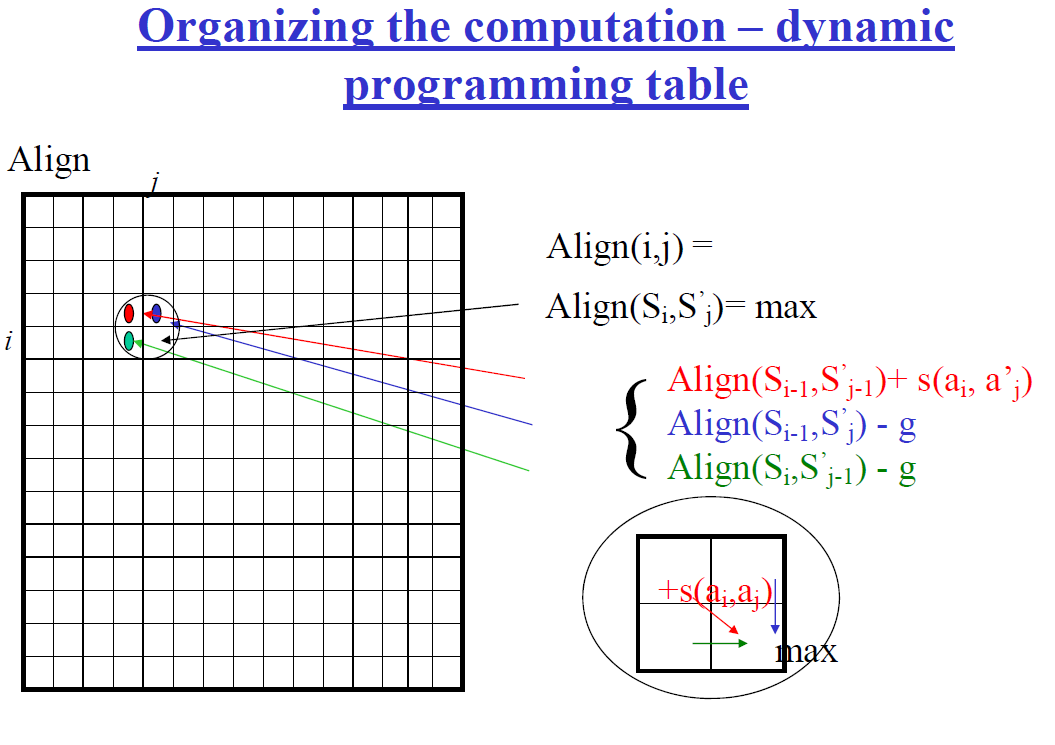 Organizing the computation – dynamic
programming table
Align
j
i
Align(i,j) =
Align(Si,S’j)= max
{
Align(Si-1,S’j-1)+ s(ai, a’j)
Align(Si-1,S’j) - g
Align(Si,S’j-1) - g
+s(ai,aj)
max